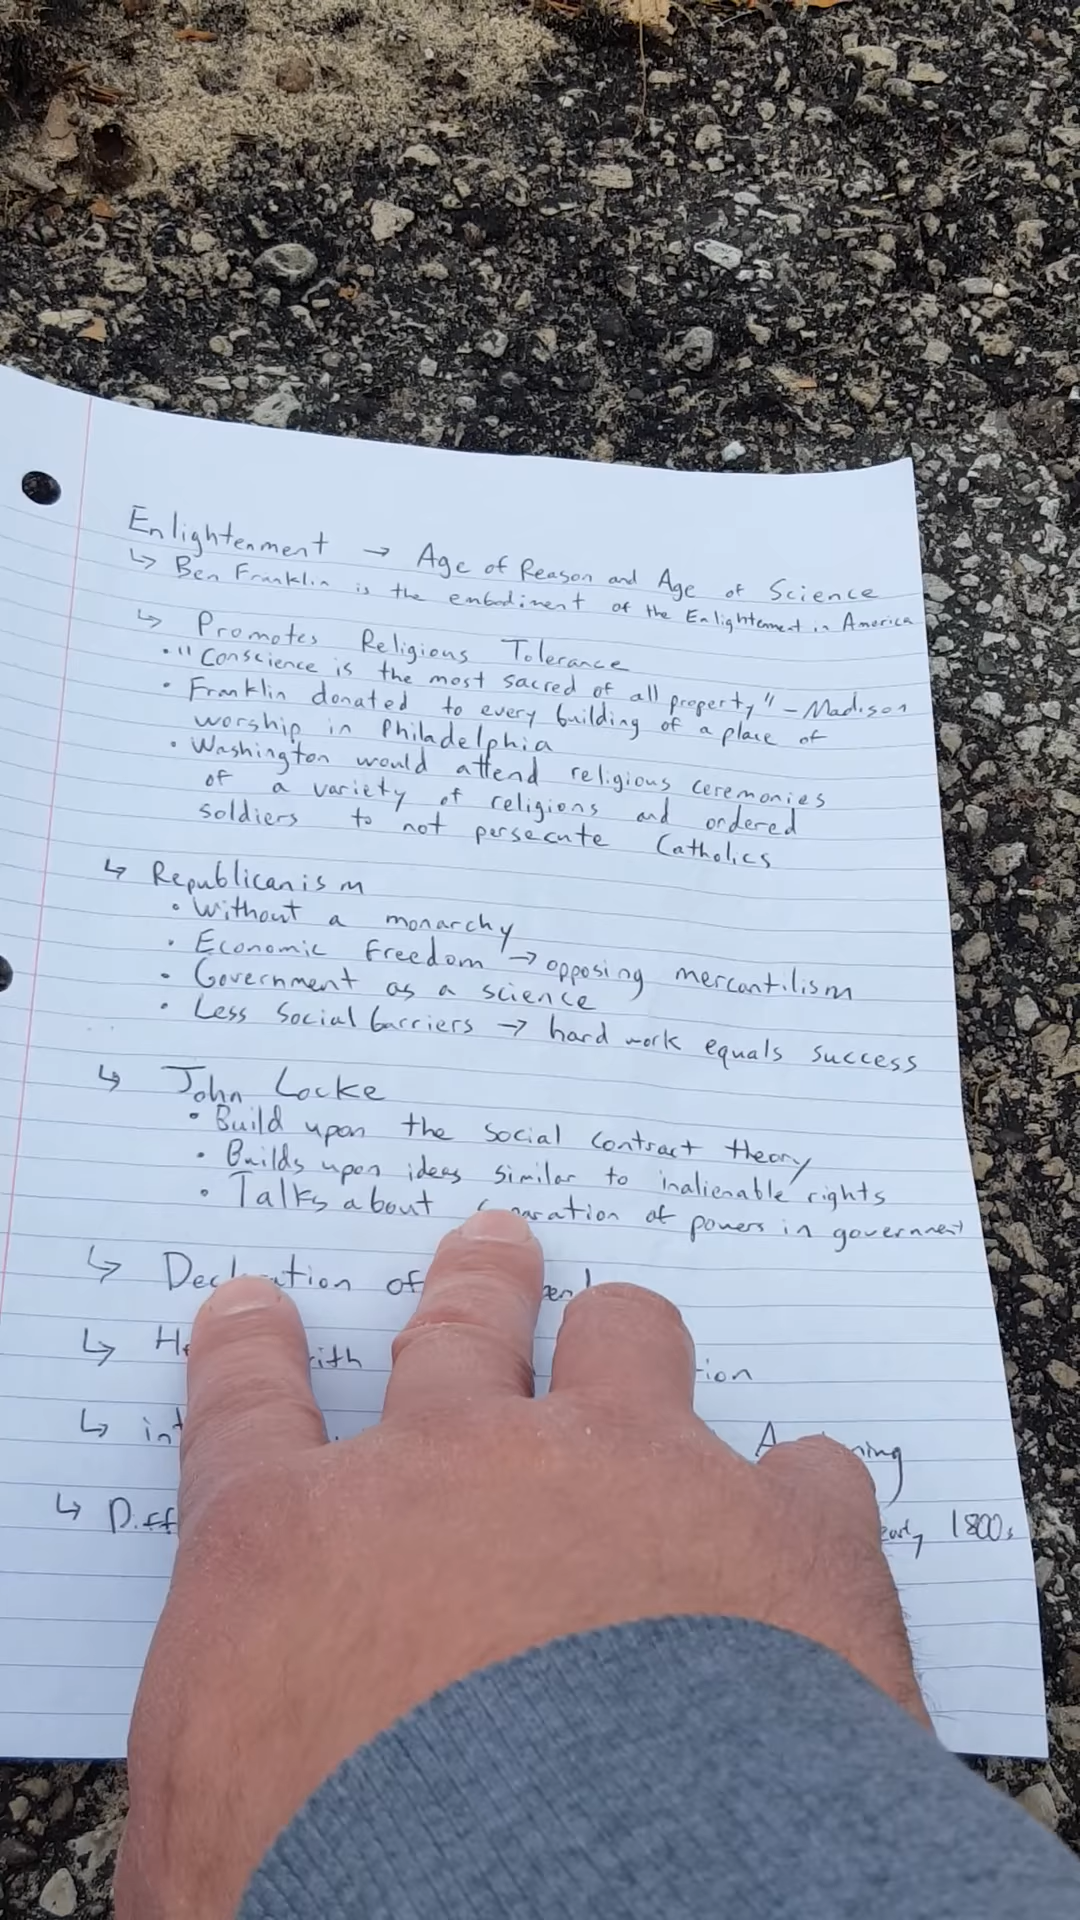 Enlightenment → Age of Reason and Age of Science
↳ Ben Franklin is the embodiment of the Enlightenment in America
↳ Promotes Religious Tolerance
• "Conscience is the most sacred of all property" - Madison
• Franklin donated to every building of a place of
worship in Philadelphia
• Washington would attend religious ceremonies
of a variety of religions and ordered
soldiers to not persecute Catholics
↳ Republicanism
• Without a monarchy
• Economic Freedom → opposing mercantilism
• Government as a science
• Less Social barriers → hard work equals success
↳ John Locke
• Build upon the social contract theory
• Builds upon ideas similar to inalienable rights
• Talks about of powers in government
↳ of
↳
↳
↳ early 1800s